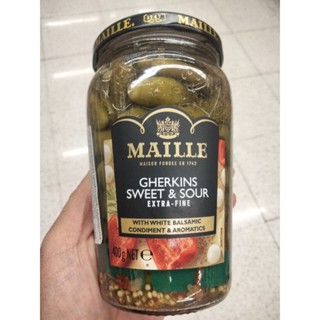 MAILLE
MAILLE
MAISON FONDÉE EN 1747
GHERKINS
SWEET & SOUR
EXTRA-FINE
WITH WHITE BALSAMIC
CONDIMENT & AROMATICS
400g NET ℮